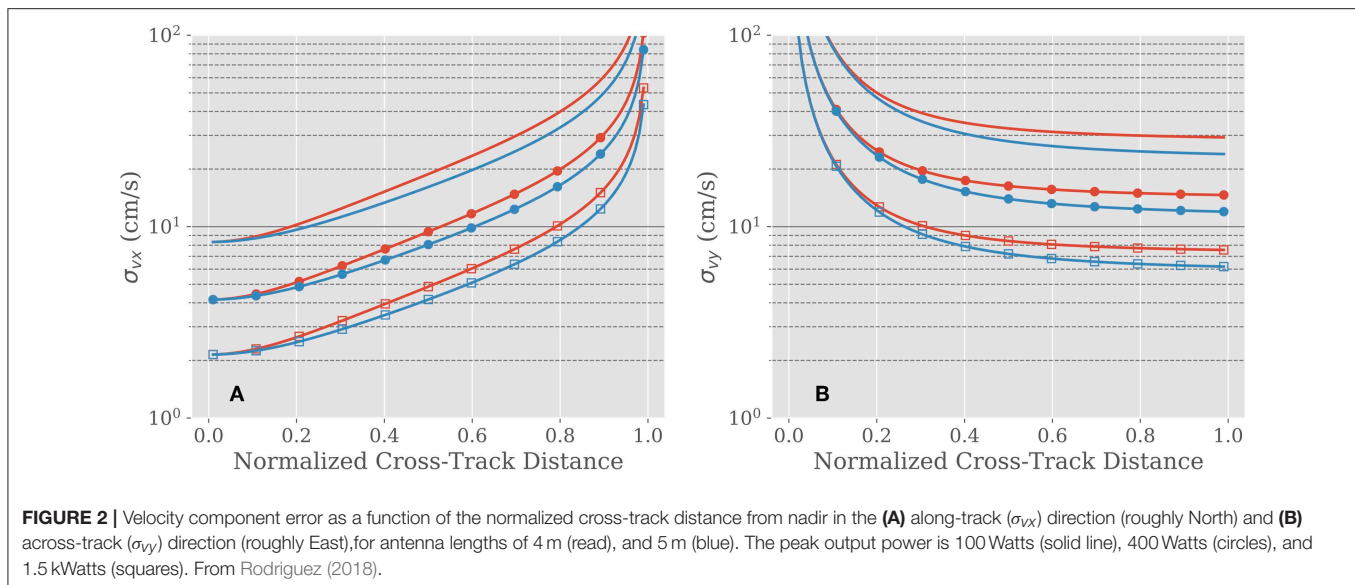 10²
10¹
10⁰
σvx (cm/s)
A
0.0 0.2 0.4 0.6 0.8 1.0
Normalized Cross-Track Distance
10²
10¹
10⁰
σvy (cm/s)
B
0.0 0.2 0.4 0.6 0.8 1.0
Normalized Cross-Track Distance
FIGURE 2 | Velocity component error as a function of the normalized cross-track distance from nadir in the (A) along-track (σvx) direction (roughly North) and (B)
across-track (σvy) direction (roughly East),for antenna lengths of 4 m (read), and 5 m (blue). The peak output power is 100 Watts (solid line), 400 Watts (circles), and
1.5 kWatts (squares). From Rodriguez (2018).